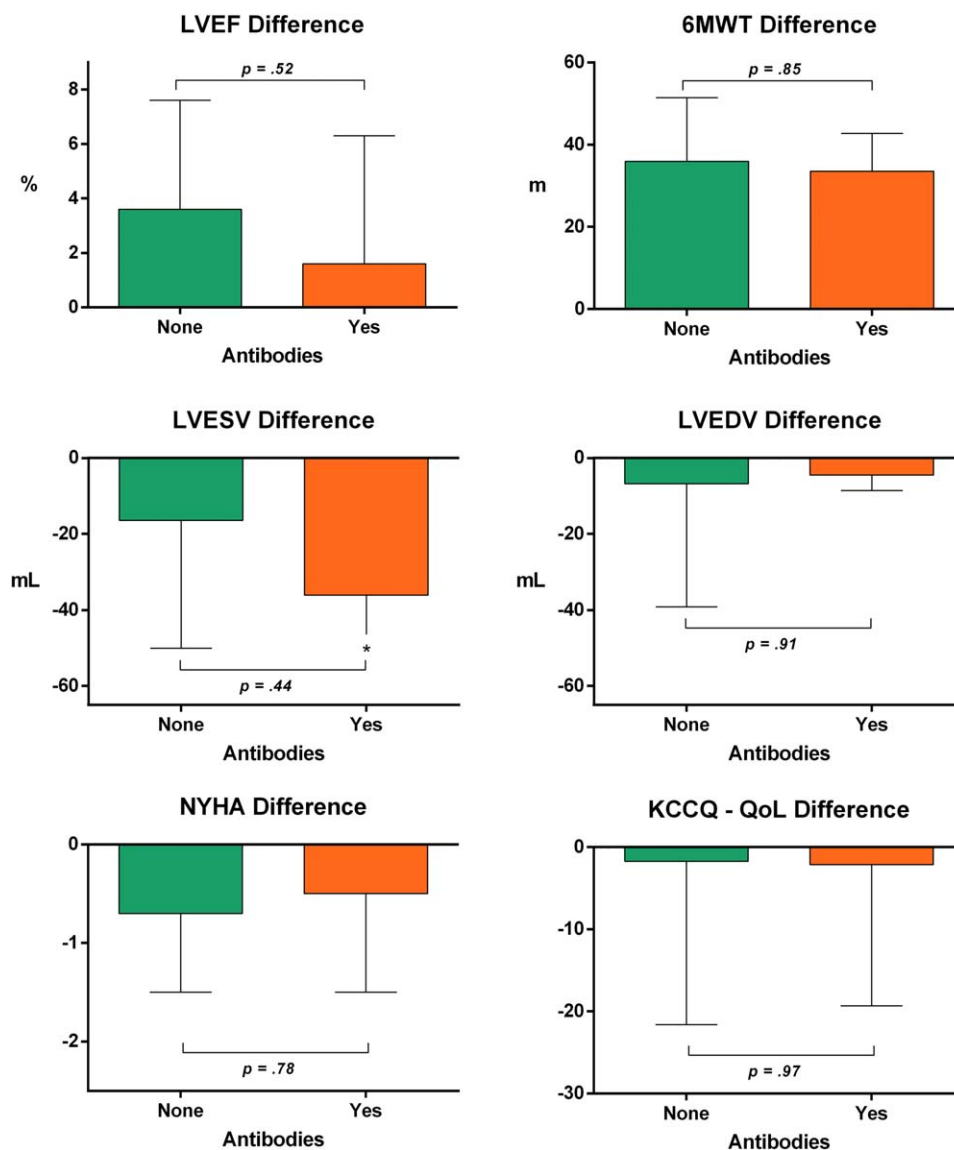 LVEF Difference
p = .52
8
6
%
4
2
0
None
Yes
Antibodies
6MWT Difference
60
p = .85
40
m
20
0
None
Yes
Antibodies
LVESV Difference
0
-20
mL
-40
*
p = .44
-60
None
Yes
Antibodies
LVEDV Difference
0
-20
mL
-40
p = .91
-60
None
Yes
Antibodies
NYHA Difference
0
-1
-2
p = .78
None
Yes
Antibodies
KCCQ - QoL Difference
0
-10
-20
p = .97
-30
None
Yes
Antibodies